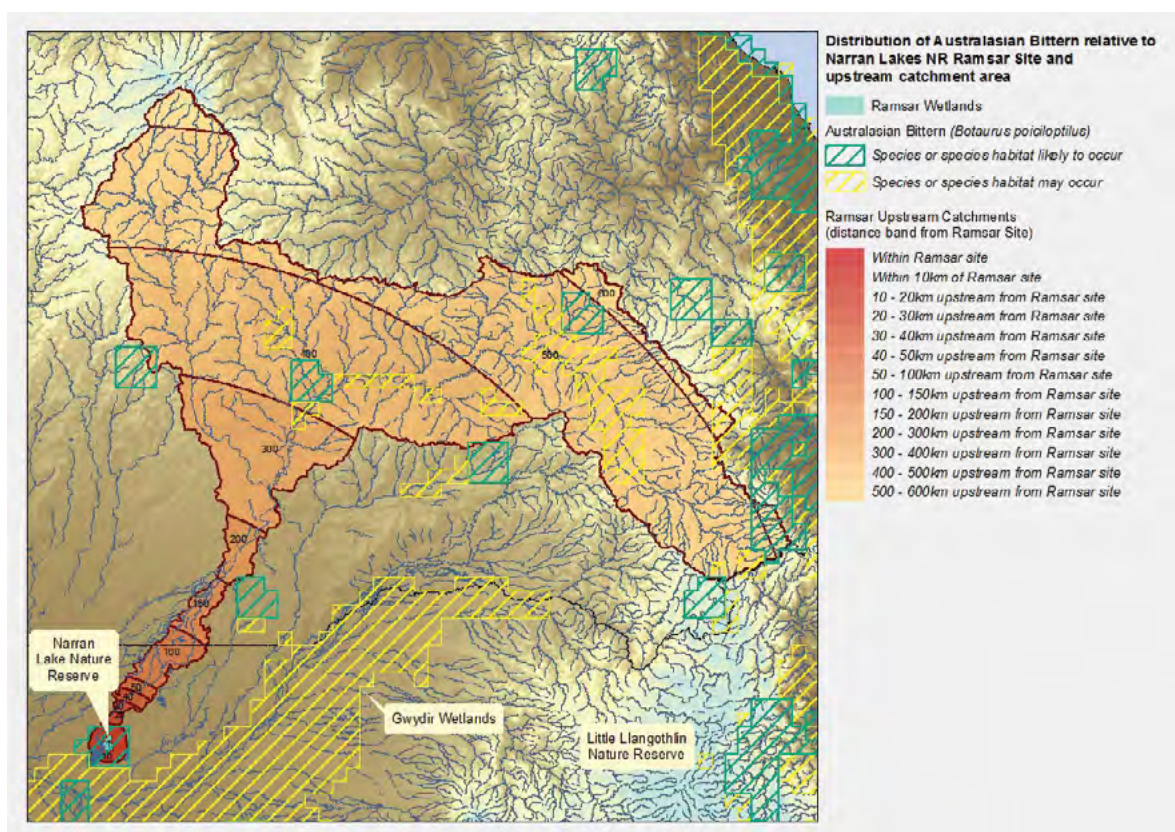 Distribution of Australasian Bittern relative to
Narran Lakes NR Ramsar Site and
upstream catchment area
Ramsar Wetlands
Australasian Bittern (Botaurus poiciloptilus)
Species or species habitat likely to occur
Species or species habitat may occur
Ramsar Upstream Catchments
(distance band from Ramsar Site)
Within Ramsar site
Within 10km of Ramsar site
10 - 20km upstream from Ramsar site
20 - 30km upstream from Ramsar site
30 - 40km upstream from Ramsar site
40 - 50km upstream from Ramsar site
50 - 100km upstream from Ramsar site
100 - 150km upstream from Ramsar site
150 - 200km upstream from Ramsar site
200 - 300km upstream from Ramsar site
300 - 400km upstream from Ramsar site
400 - 500km upstream from Ramsar site
500 - 600km upstream from Ramsar site
600
500
400
300
200
150
100
50
10
Narran
Lake Nature
Reserve
Gwydir Wetlands
Little Llangothlin
Nature Reserve